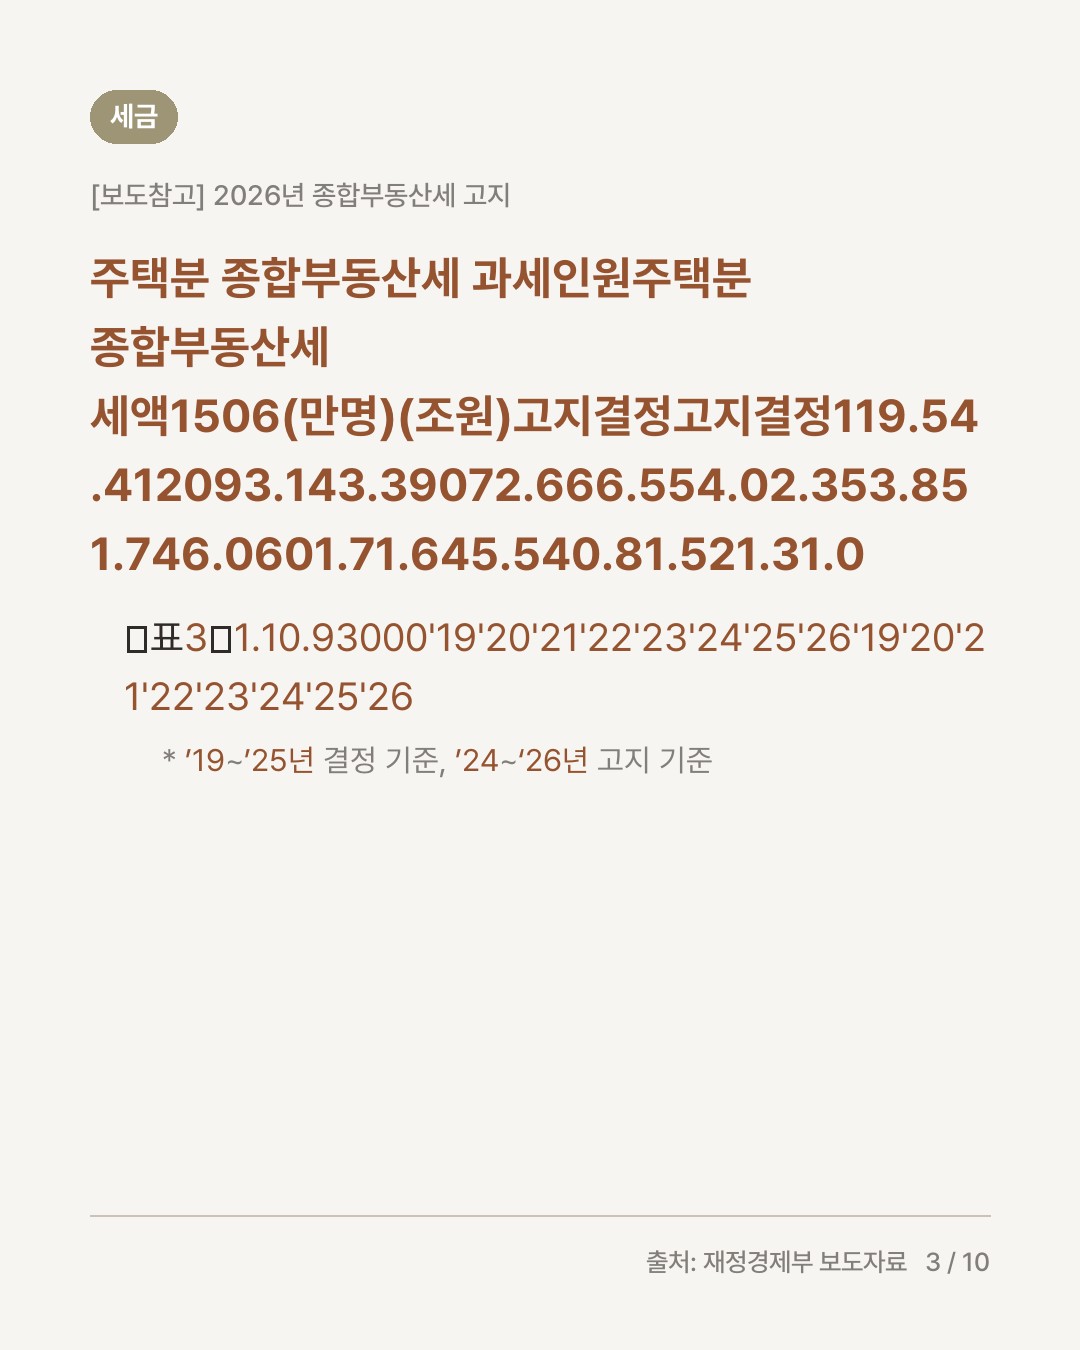 세금
[보도참고] 2026년 종합부동산세 고지
주택분 종합부동산세 과세인원주택분
종합부동산세
세액1506(만명)(조원)고지결정고지결정119.54
.412093.143.39072.666.554.02.353.85
1.746.0601.71.645.540.81.521.31.0
▯표3▯1.10.93000'19'20'21'22'23'24'25'26'19'20'2
1'22'23'24'25'26
* ’19~’25년 결정 기준, ’24~‘26년 고지 기준
출처: 재정경제부 보도자료 3 / 10